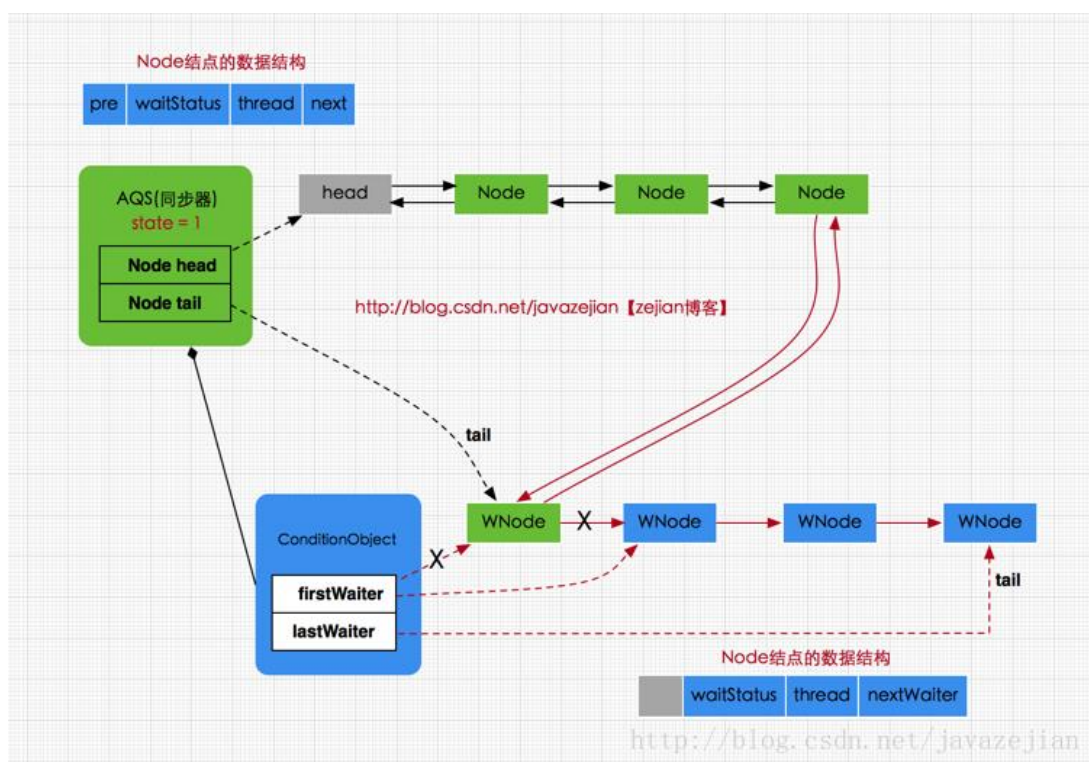 Node结点的数据结构
pre waitStatus thread next
AQS(同步器)
state = 1
Node head
Node tail
head Node Node Node
http://blog.csdn.net/javazejian【zejian博客】
tail
ConditionObject
firstWaiter
lastWaiter
WNode X WNode WNode WNode
X
tail
Node结点的数据结构
waitStatus thread nextWaiter
http://blog.csdn.net/javazejian